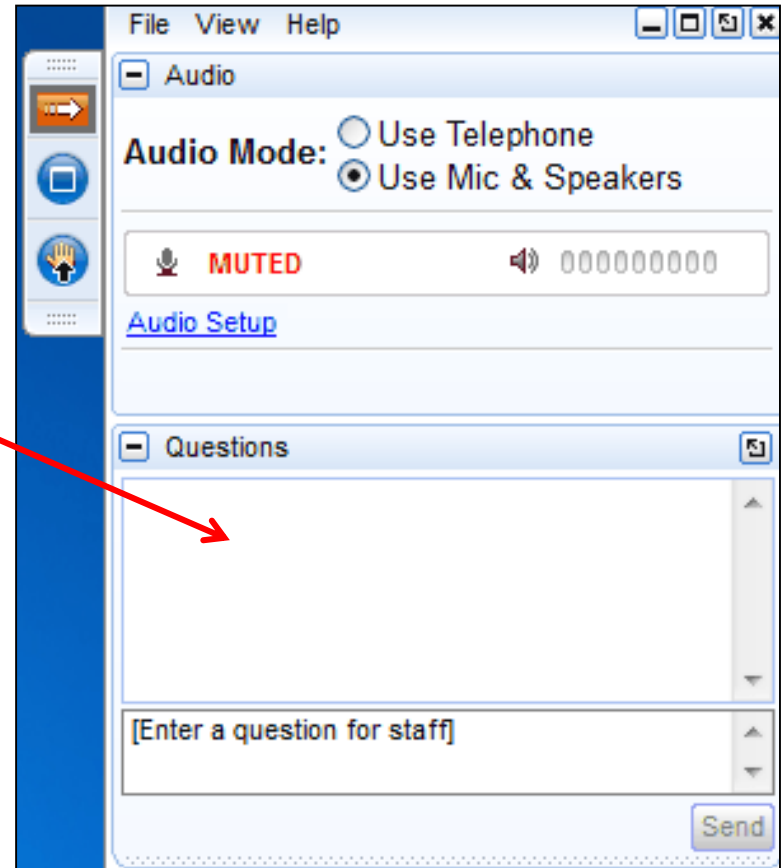 File View Help
Audio
Audio Mode: Use Telephone
Use Mic & Speakers
MUTED 000000000
Audio Setup
Questions
[Enter a question for staff]
Send